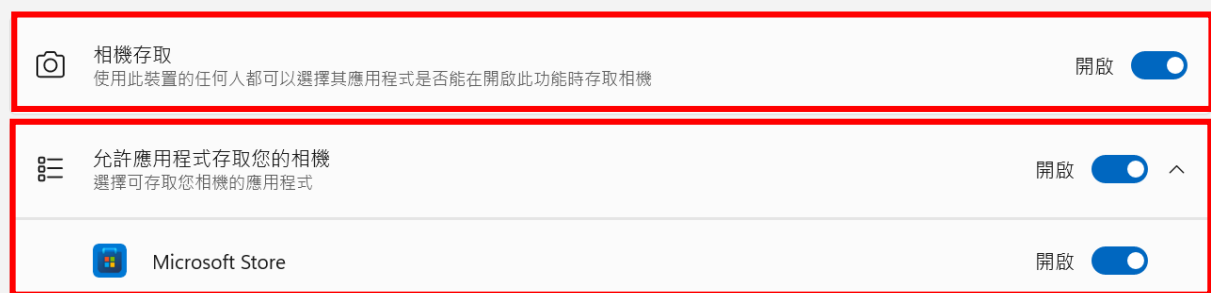 相機存取
使用此裝置的任何人都可以選擇其應用程式是否能在開啟此功能時存取相機
開啟
允許應用程式存取您的相機
選擇可存取您相機的應用程式
開啟
Microsoft Store
開啟